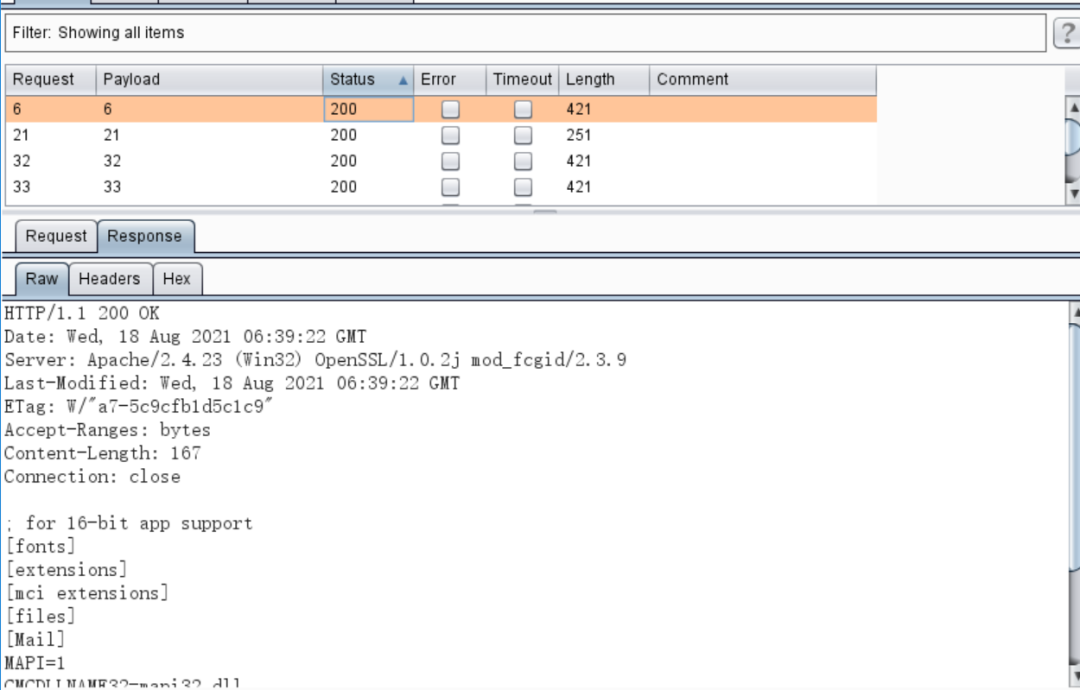 Filter: Showing all items
?
Request Payload Status Error Timeout Length Comment
6 6 200 421
21 21 200 251
32 32 200 421
33 33 200 421
Request Response
Raw Headers Hex
HTTP/1.1 200 OK
Date: Wed, 18 Aug 2021 06:39:22 GMT
Server: Apache/2.4.23 (Win32) OpenSSL/1.0.2j mod_fcgid/2.3.9
Last-Modified: Wed, 18 Aug 2021 06:39:22 GMT
ETag: W/"a7-5c9cfb1d5c1c9"
Accept-Ranges: bytes
Content-Length: 167
Connection: close
; for 16-bit app support
[fonts]
[extensions]
[mci extensions]
[files]
[Mail]
MAPI=1
CMCDLLNAME32=mapi32.dll